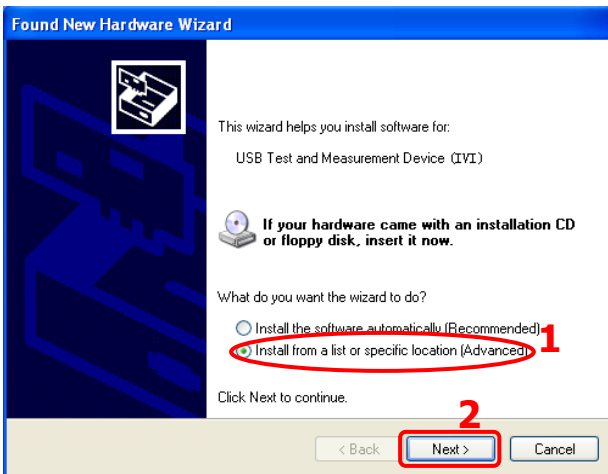 Found New Hardware Wizard
This wizard helps you install software for:
USB Test and Measurement Device (IVI)
If your hardware came with an installation CD
or floppy disk, insert it now.
What do you want the wizard to do?
Install the software automatically (Recommended)
Install from a list or specific location (Advanced)
1
Click Next to continue.
2
< Back
Next >
Cancel